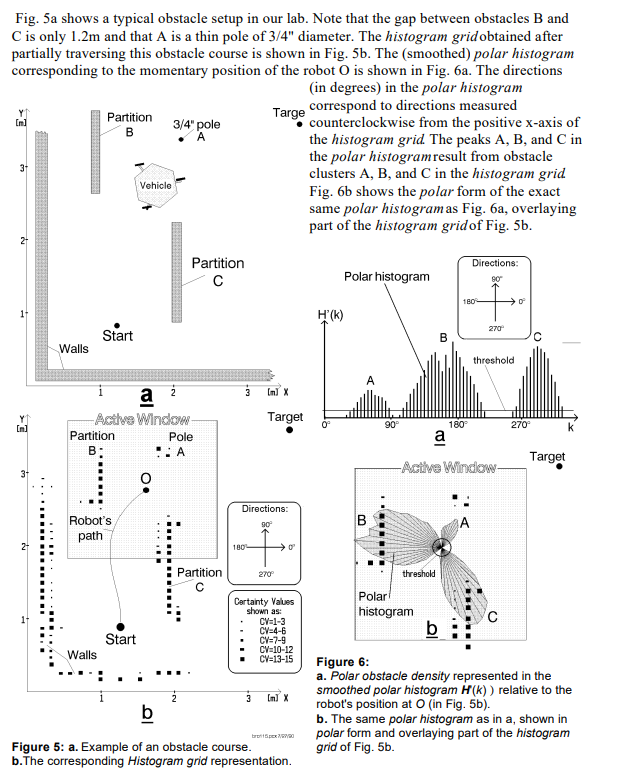 Fig. 5a shows a typical obstacle setup in our lab. Note that the gap between obstacles B and
C is only 1.2m and that A is a thin pole of 3/4" diameter. The histogram grid obtained after
partially traversing this obstacle course is shown in Fig. 5b. The (smoothed) polar histogram
corresponding to the momentary position of the robot O is shown in Fig. 6a. The directions
(in degrees) in the polar histogram
correspond to directions measured
counterclockwise from the positive x-axis of
the histogram grid. The peaks A, B, and C in
the polar histogram result from obstacle
clusters A, B, and C in the histogram grid.
Fig. 6b shows the polar form of the exact
same polar histogram as Fig. 6a, overlaying
part of the histogram grid of Fig. 5b.
Y
[m]
Partition
B
3/4" pole
A
Targe
3
Vehicle
2
Partition
C
1
Start
Walls
1
2
3
[m] X
a
Polar histogram
Directions:
90°
180°
0°
270°
H'(k)
B
C
threshold
A
0°
90°
180°
270°
k
a
Y
[m]
Active Window
Target
Partition
B
Pole
A
3
O
Robot's
path
Directions:
90°
180°
0°
270°
2
Partition
C
Certainty Values
shown as:
CV=1-3
CV=4-6
CV=7-9
CV=10-12
CV=13-15
1
Start
Walls
1
2
3
[m] X
b
Target
Active Window
B
A
threshold
Polar
histogram
C
b
Figure 5: a. Example of an obstacle course.
b.The corresponding Histogram grid representation.
Figure 6:
a. Polar obstacle density represented in the
smoothed polar histogram H'(k) ) relative to the
robot's position at O (in Fig. 5b).
b. The same polar histogram as in a, shown in
polar form and overlaying part of the histogram
grid of Fig. 5b.